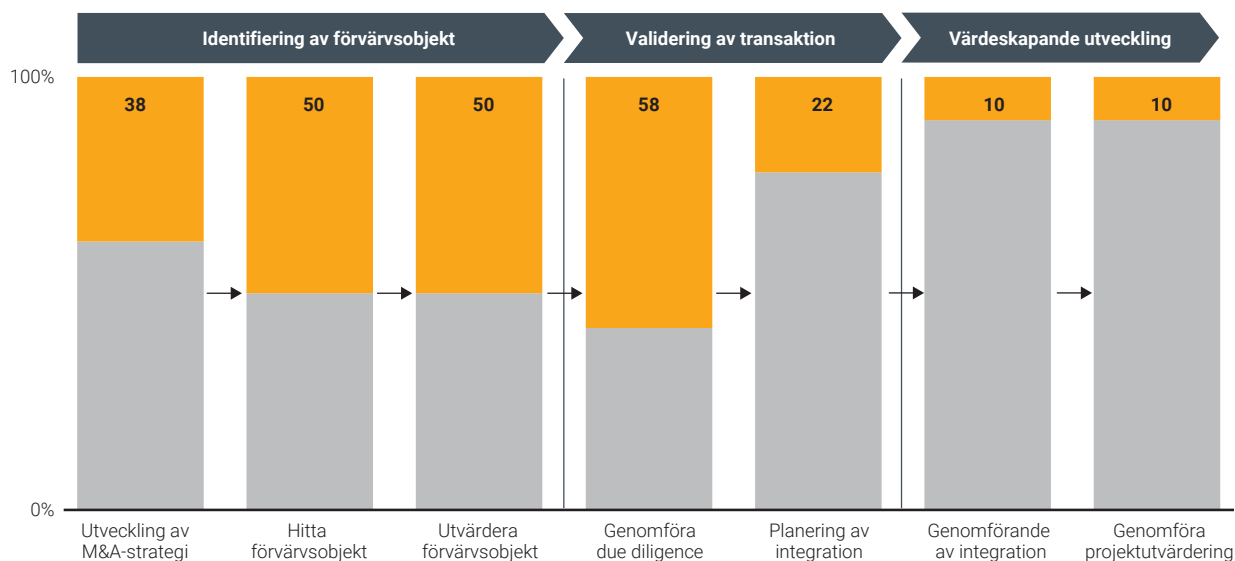 Identifiering av förvärvsobjekt
Validering av transaktion
Värdeskapande utveckling
100%
38
50
50
58
22
10
10
0%
Utveckling av
M&A-strategi
Hitta
förvärvsobjekt
Utvärdera
förvärvsobjekt
Genomföra
due diligence
Planering av
integration
Genomförande
av integration
Genomföra
projektutvärdering